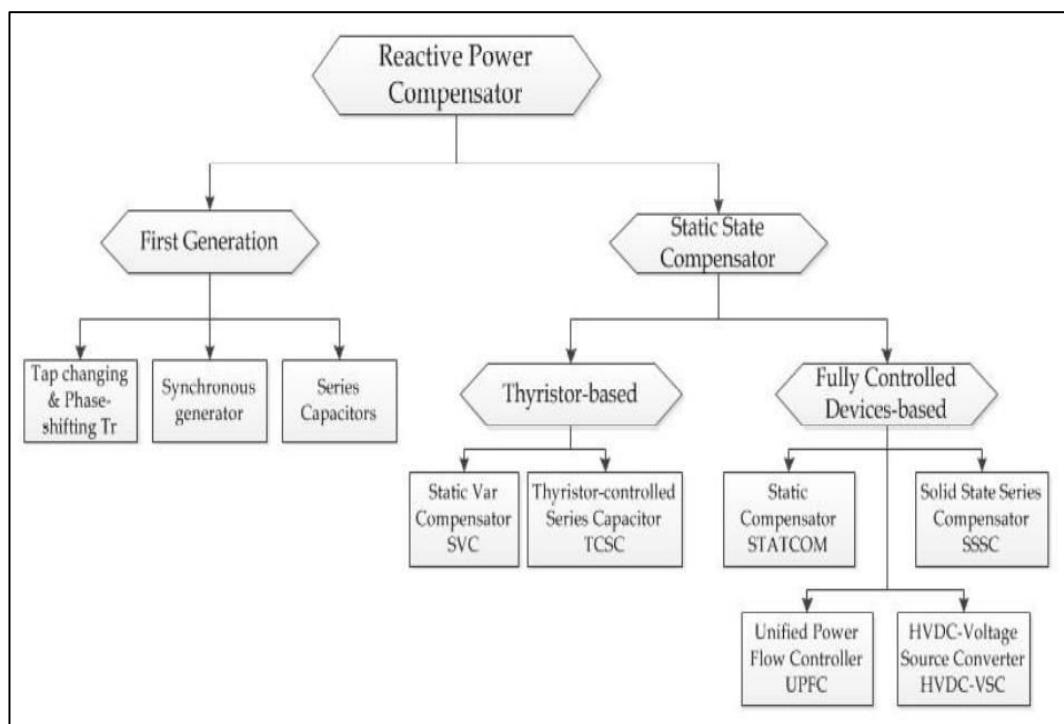 Reactive Power
Compensator
First Generation
Static State
Compensator
Tap changing
& Phase-
shifting Tr
Synchronous
generator
Series
Capacitors
Thyristor-based
Fully Controlled
Devices-based
Static Var
Compensator
SVC
Thyristor-controlled
Series Capacitor
TCSC
Static
Compensator
STATCOM
Solid State Series
Compensator
SSSC
Unified Power
Flow Controller
UPFC
HVDC-Voltage
Source Converter
HVDC-VSC